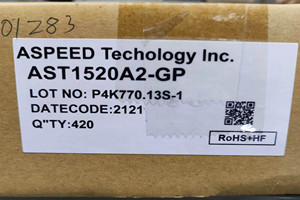 01283
ASPEED Techology Inc.
AST1520A2-GP
LOT NO: P4K770.13S-1
DATECODE:2121
Q"TY:420
RoHS+HF